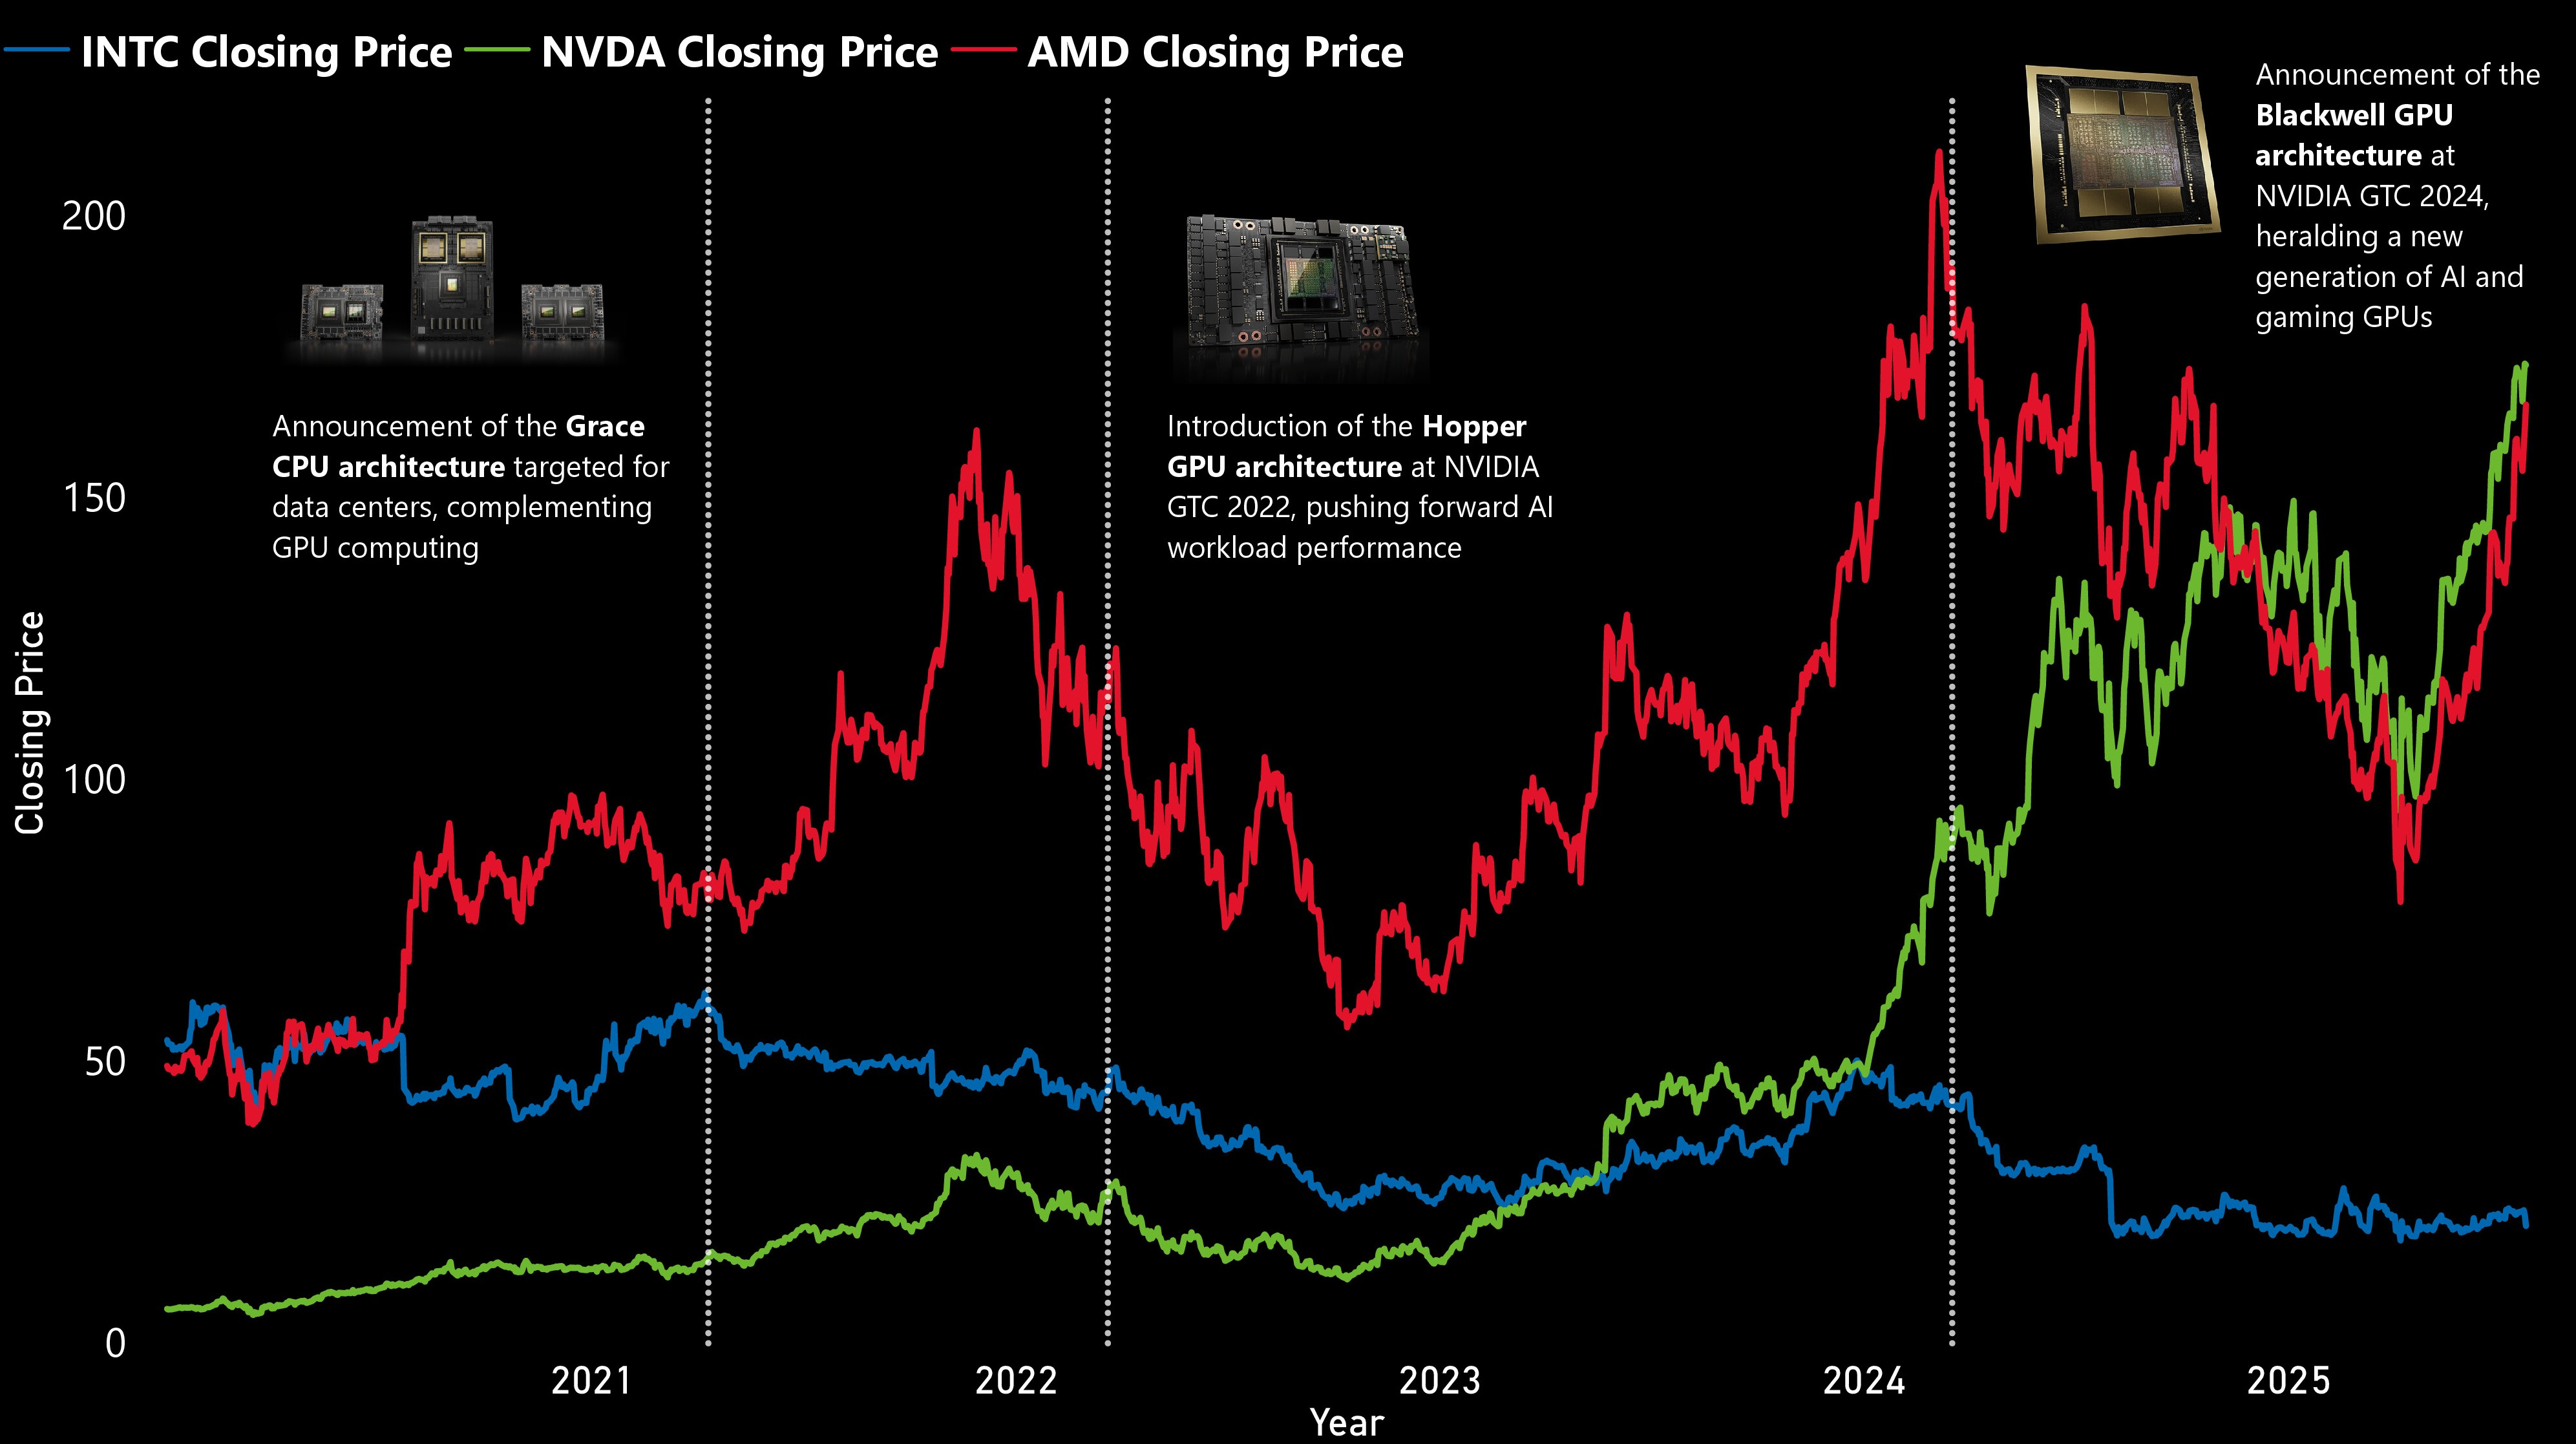 INTC Closing Price NVDA Closing Price AMD Closing Price
Announcement of the
Blackwell GPU
architecture at
NVIDIA GTC 2024,
heralding a new
generation of AI and
gaming GPUs
Announcement of the Grace
CPU architecture targeted for
data centers, complementing
GPU computing
Introduction of the Hopper
GPU architecture at NVIDIA
GTC 2022, pushing forward AI
workload performance
Closing Price
200
150
100
50
0
2021 2022 2023 2024 2025
Year